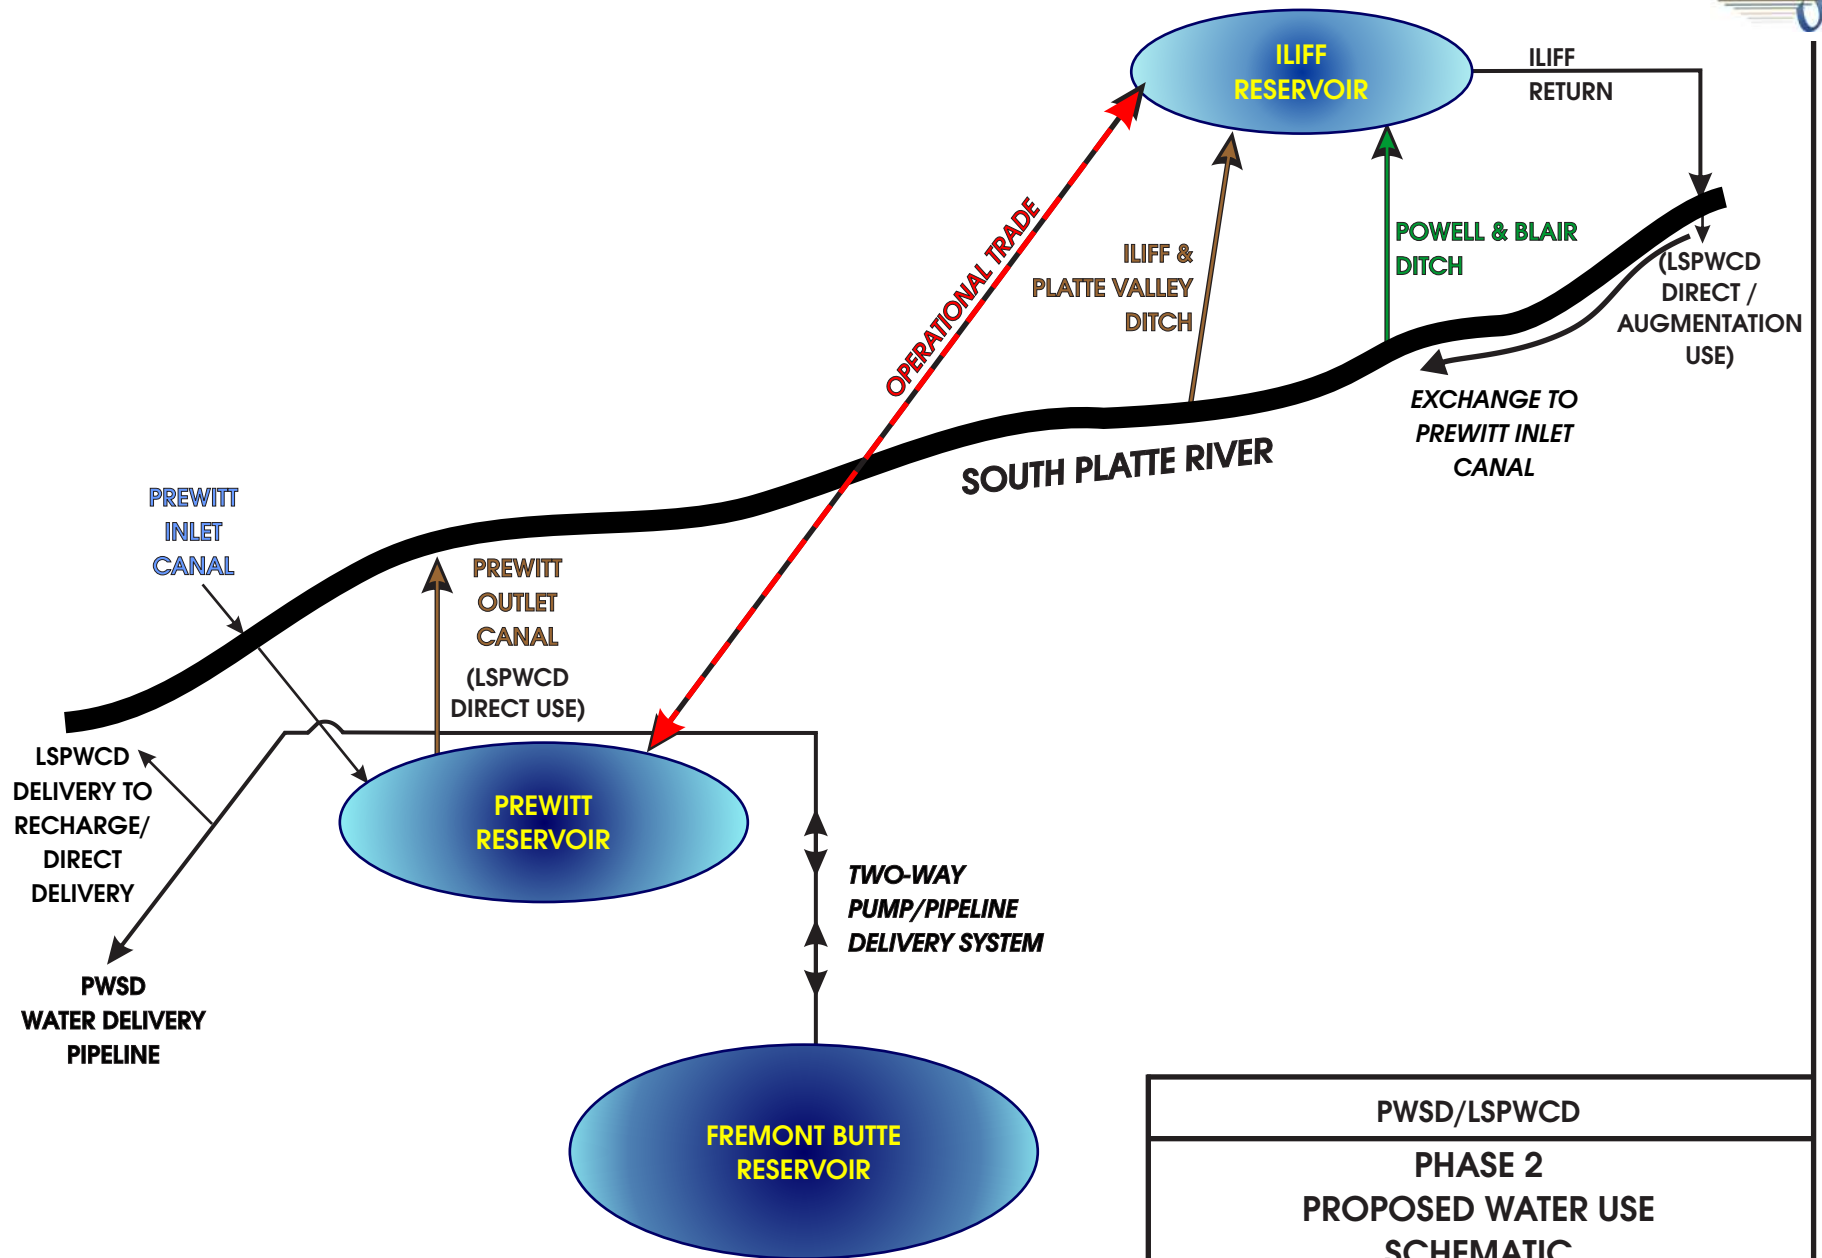 ILIFF
RESERVOIR
ILIFF
RETURN
OPERATIONAL TRADE
ILIFF &
PLATTE VALLEY
DITCH
POWELL & BLAIR
DITCH
(LSPWCD
DIRECT /
AUGMENTATION
USE)
EXCHANGE TO
PREWITT INLET
CANAL
SOUTH PLATTE RIVER
PREWITT
INLET
CANAL
PREWITT
OUTLET
CANAL
(LSPWCD
DIRECT USE)
LSPWCD
DELIVERY TO
RECHARGE/
DIRECT
DELIVERY
PREWITT
RESERVOIR
TWO-WAY
PUMP/PIPELINE
DELIVERY SYSTEM
PWSD
WATER DELIVERY
PIPELINE
FREMONT BUTTE
RESERVOIR
PWSD/LSPWCD
PHASE 2
PROPOSED WATER USE
SCHEMATIC